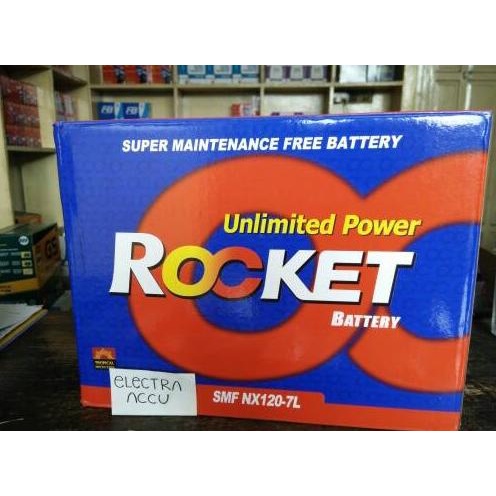 SUPER MAINTENANCE FREE BATTERY
Unlimited Power
ROCKET
BATTERY
ELECTRA
ACCU
SMF NX120-7L